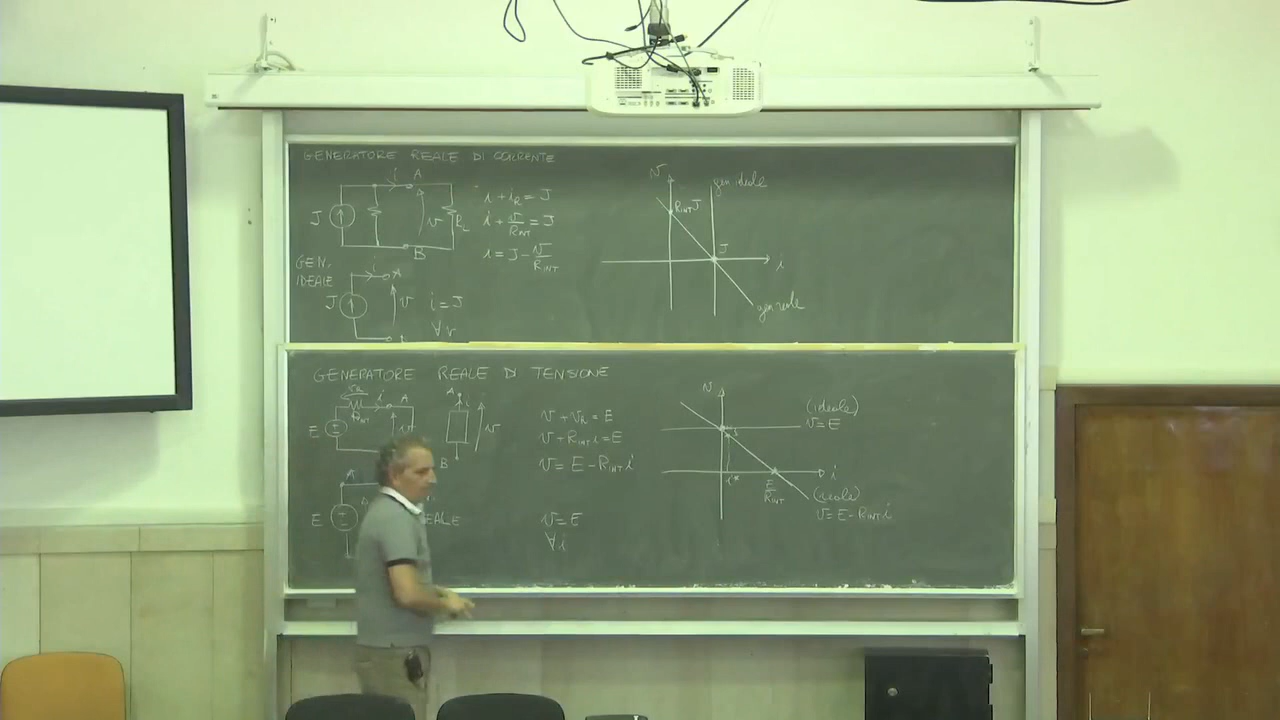 GENERATORE REALE DI CORRENTE
i
A
J
v
R_L
B
i + i_R = J
i + v/R_INT = J
i = J - v/R_INT
GEN.
IDEALE
i
A
J
v
i = J
∀ v
v
gen ideale
R_INT J
J
i
gen reale
GENERATORE REALE DI TENSIONE
v_R
i
A
R_INT
E
v
A
i
v
B
v + v_R = E
v + R_INT i = E
v = E - R_INT i
A
E
v = E
∀ i
v
(ideale)
v = E
i*
E/R_INT
i
(reale)
v = E - R_INT i